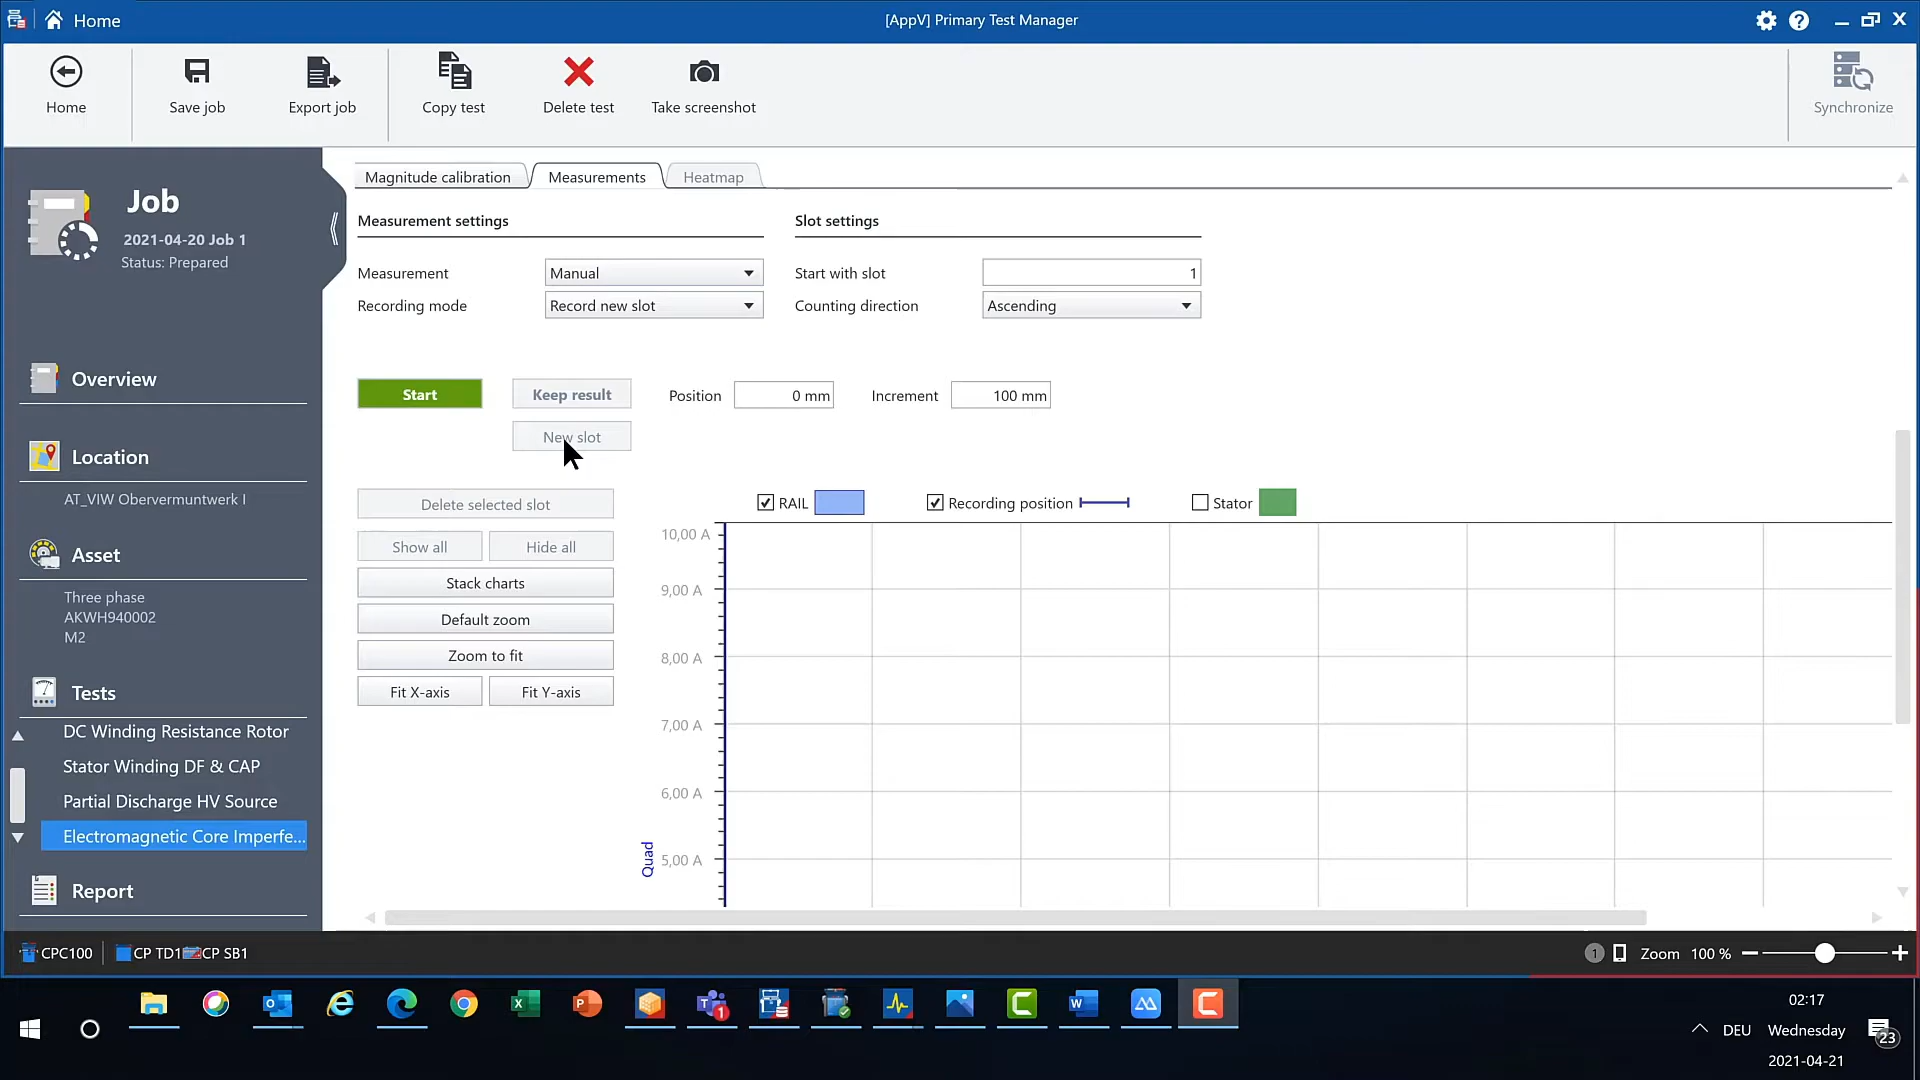 Home
[AppV] Primary Test Manager
Home
Save job
Export job
Copy test
Delete test
Take screenshot
Synchronize
Job
2021-04-20 Job 1
Status: Prepared
Overview
Location
AT_VIW Obervermuntwerk I
Asset
Three phase
AKWH940002
M2
Tests
DC Winding Resistance Rotor
Stator Winding DF & CAP
Partial Discharge HV Source
Electromagnetic Core Imperfe...
Report
Magnitude calibration
Measurements
Heatmap
Measurement settings
Slot settings
Measurement
Manual
Start with slot
1
Recording mode
Record new slot
Counting direction
Ascending
Start
Keep result
Position
0 mm
Increment
100 mm
New slot
Delete selected slot
Show all
Hide all
Stack charts
Default zoom
Zoom to fit
Fit X-axis
Fit Y-axis
RAIL
Recording position
Stator
10,00 A
9,00 A
8,00 A
7,00 A
6,00 A
5,00 A
Quad
CPC100
CP TD1
CP SB1
1
Zoom
100 %
1
DEU
02:17
Wednesday
2021-04-21
23